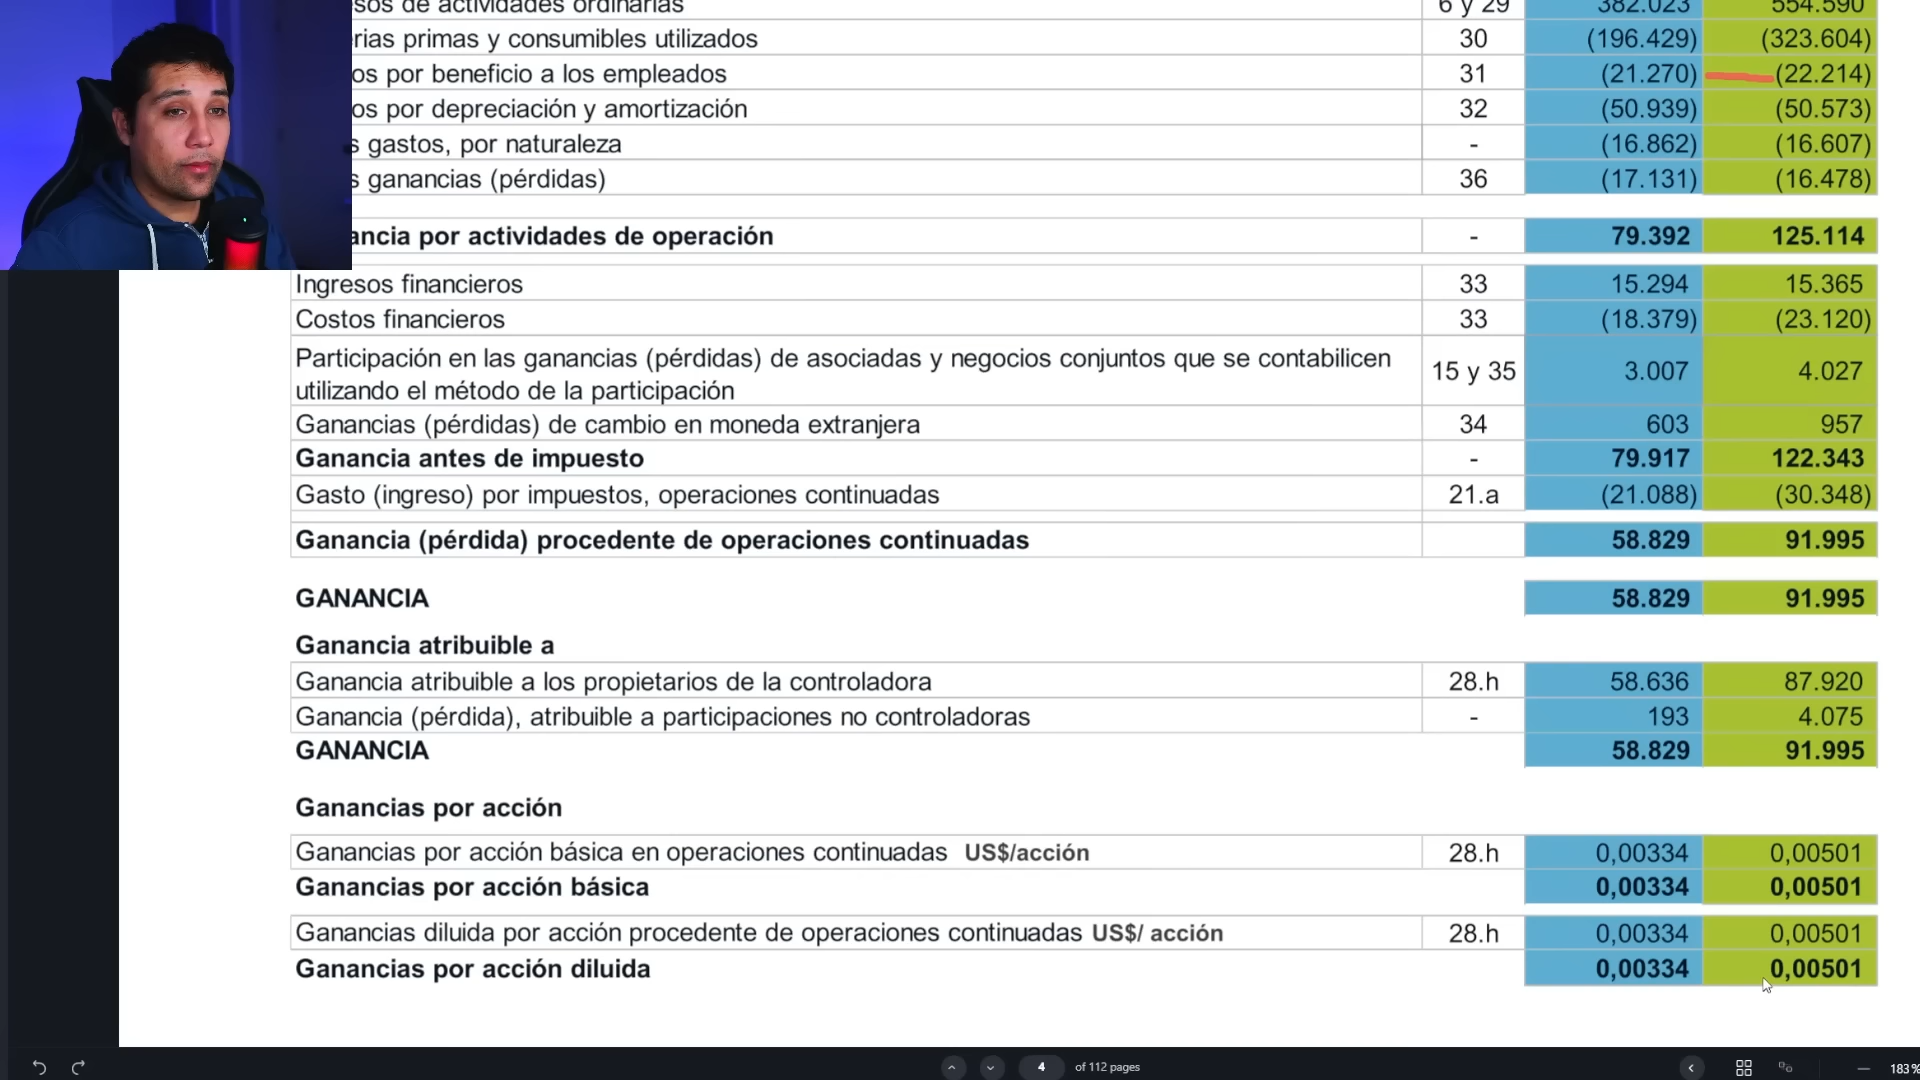 sos de actividades ordinarias 6 y 29 382.023 554.590
rias primas y consumibles utilizados 30 (196.429) (323.604)
os por beneficio a los empleados 31 (21.270) (22.214)
os por depreciación y amortización 32 (50.939) (50.573)
s gastos, por naturaleza - (16.862) (16.607)
s ganancias (pérdidas) 36 (17.131) (16.478)
ancia por actividades de operación - 79.392 125.114
Ingresos financieros 33 15.294 15.365
Costos financieros 33 (18.379) (23.120)
Participación en las ganancias (pérdidas) de asociadas y negocios conjuntos que se contabilicen
utilizando el método de la participación 15 y 35 3.007 4.027
Ganancias (pérdidas) de cambio en moneda extranjera 34 603 957
Ganancia antes de impuesto - 79.917 122.343
Gasto (ingreso) por impuestos, operaciones continuadas 21.a (21.088) (30.348)
Ganancia (pérdida) procedente de operaciones continuadas 58.829 91.995
GANANCIA 58.829 91.995
Ganancia atribuible a
Ganancia atribuible a los propietarios de la controladora 28.h 58.636 87.920
Ganancia (pérdida), atribuible a participaciones no controladoras - 193 4.075
GANANCIA 58.829 91.995
Ganancias por acción
Ganancias por acción básica en operaciones continuadas US$/acción 28.h 0,00334 0,00501
Ganancias por acción básica 0,00334 0,00501
Ganancias diluida por acción procedente de operaciones continuadas US$/ acción 28.h 0,00334 0,00501
Ganancias por acción diluida 0,00334 0,00501
4 of 112 pages 183%